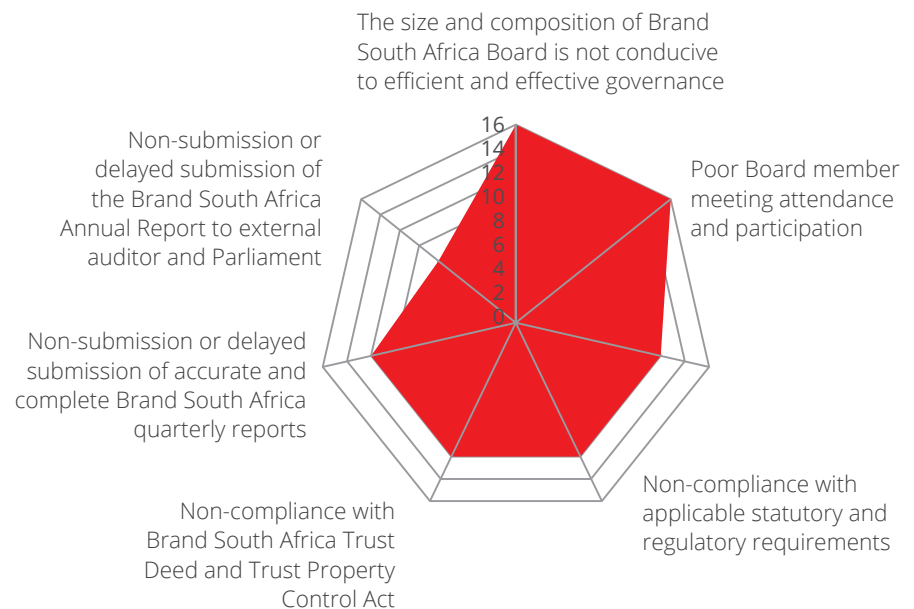 The size and composition of Brand
South Africa Board is not conducive
to efficient and effective governance
Non-submission or
delayed submission of
the Brand South Africa
Annual Report to external
auditor and Parliament
16
14
12
10
8
6
4
2
0
Poor Board member
meeting attendance
and participation
Non-submission or delayed
submission of accurate and
complete Brand South Africa
quarterly reports
Non-compliance with
applicable statutory and
regulatory requirements
Non-compliance with
Brand South Africa Trust
Deed and Trust Property
Control Act